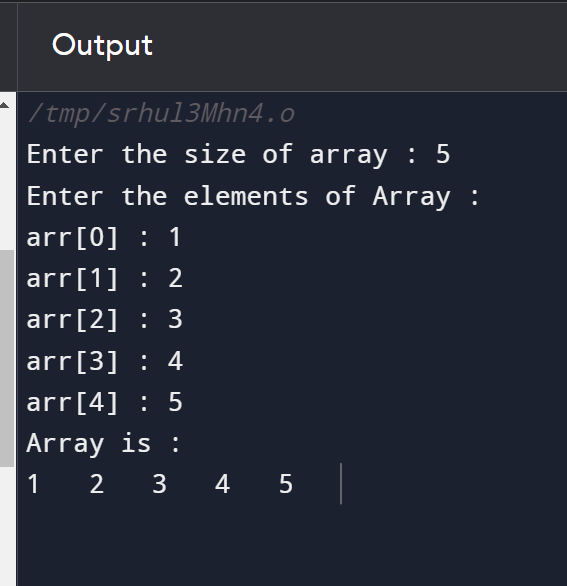 Output
/tmp/srhul3Mhn4.o
Enter the size of array : 5
Enter the elements of Array :
arr[0] : 1
arr[1] : 2
arr[2] : 3
arr[3] : 4
arr[4] : 5
Array is :
1   2   3   4   5